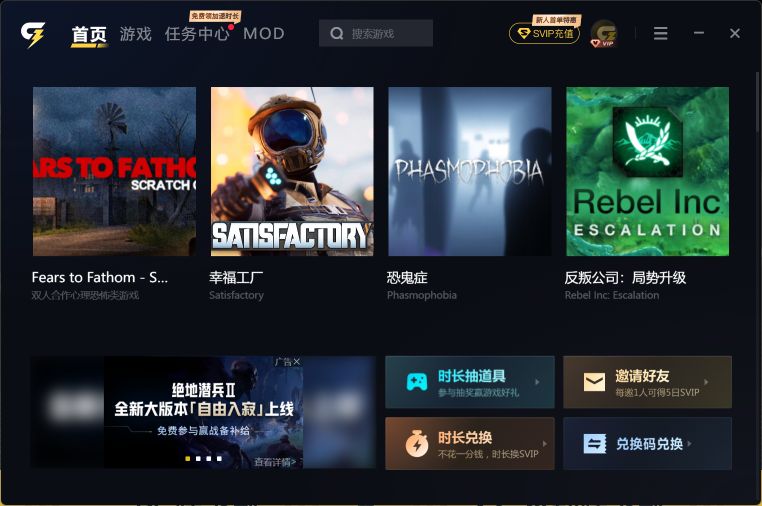 免费领加速时长
新人首单特惠
首页 游戏 任务中心 MOD
搜索游戏
SVIP充值
VIP
ARS TO FATHO
SCRATCH C
SATISFACTORY
PHASMOPHOBIA
Rebel Inc
ESCALATION
Fears to Fathom - S...
双人合作心理恐怖类游戏
幸福工厂
Satisfactory
恐鬼症
Phasmophobia
反叛公司：局势升级
Rebel Inc: Escalation
广告
绝地潜兵II
全新大版本「自由入寂」上线
免费参与赢战备补给
查看详情>
时长抽道具
参与抽奖赢游戏好礼
邀请好友
每邀1人可得5日SVIP
时长兑换
不花一分钱，时长换SVIP
兑换码兑换